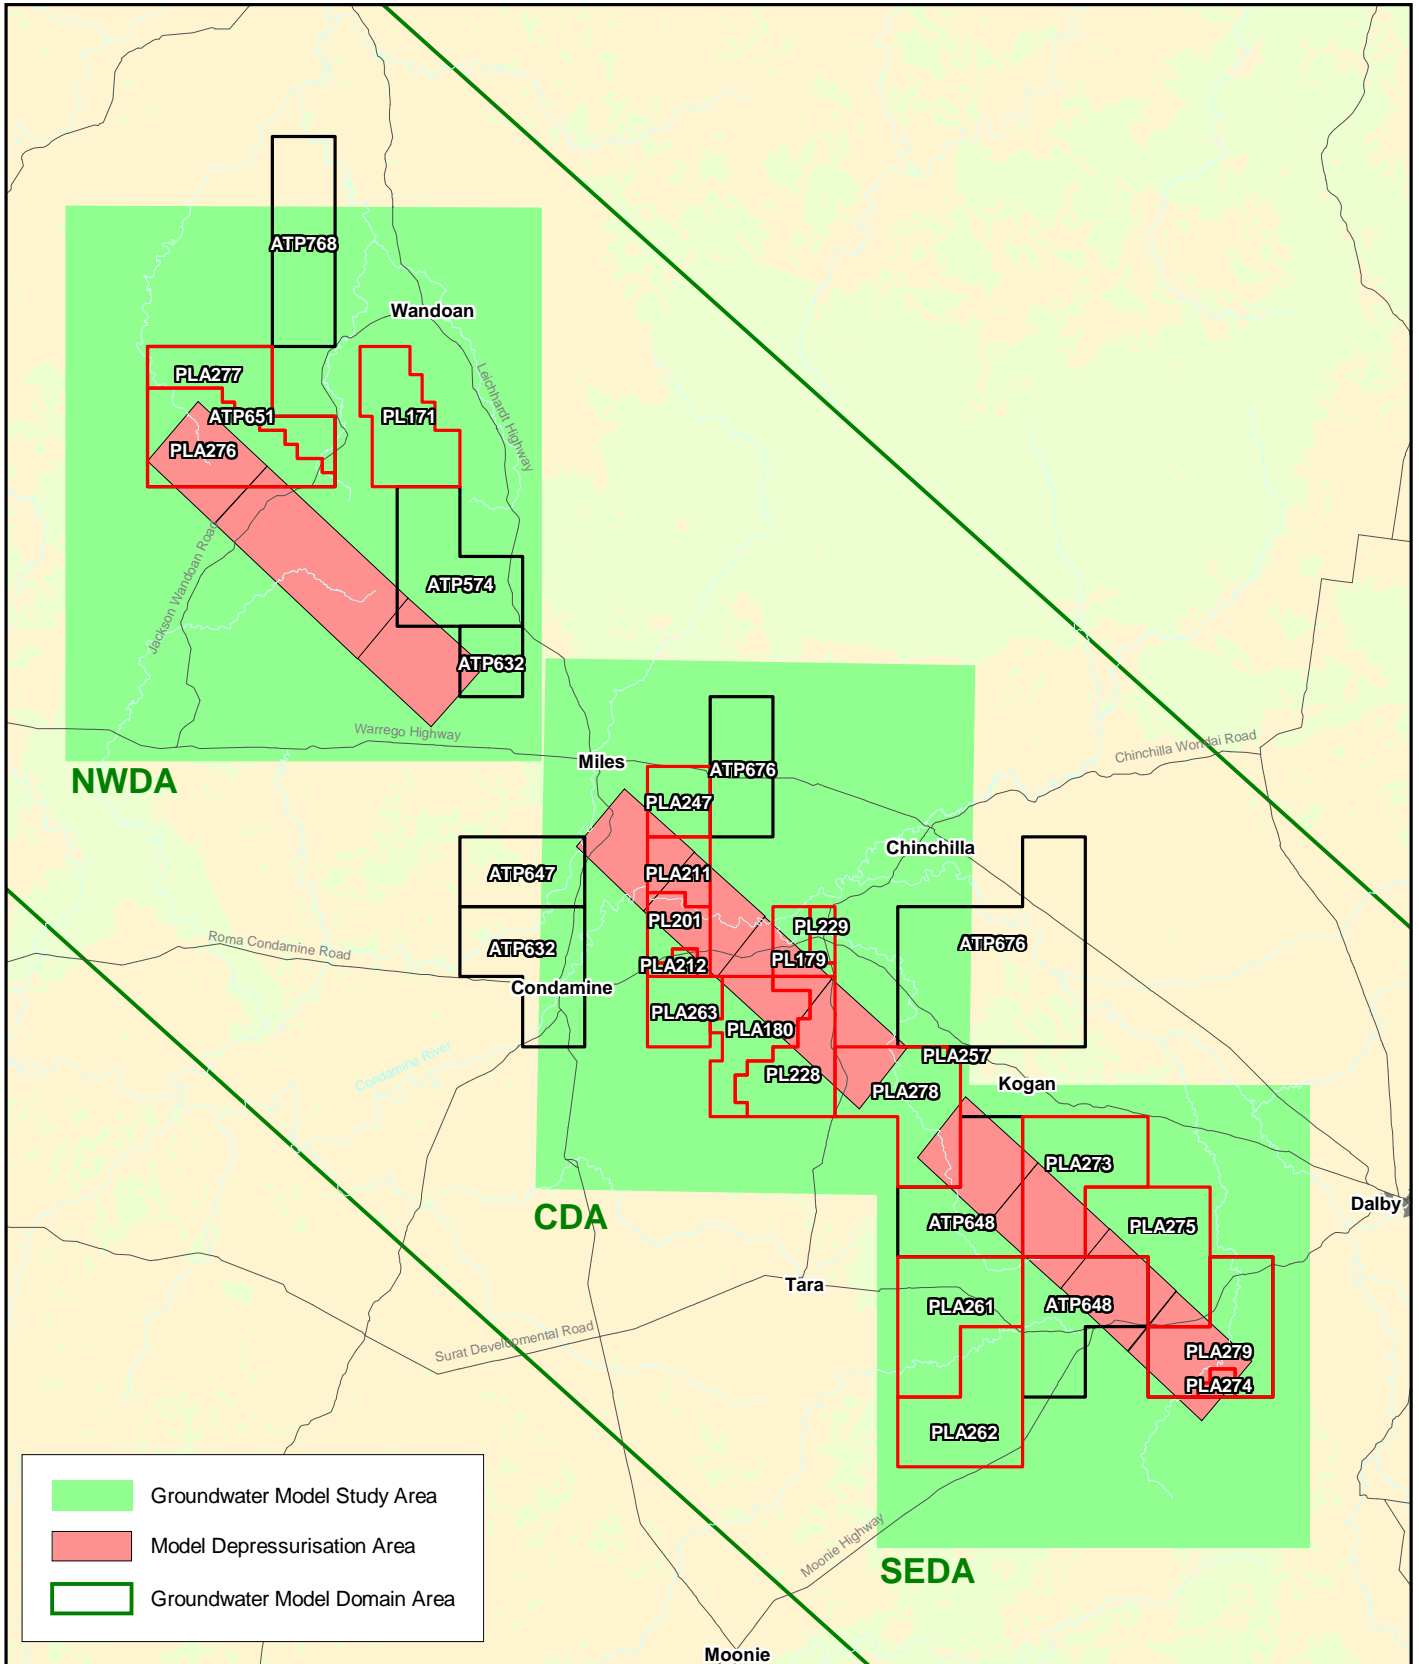 ATP768
Wandoan
Leichhardt Highway
PLA277
ATP651
PL171
PLA276
Jackson Wandoan Road
ATP574
ATP632
Warrego Highway
NWDA
Miles
ATP676
PLA247
Chinchilla Wondai Road
Chinchilla
ATP647
PLA211
PL201
PL229
ATP632
ATP676
Roma Condamine Road
PLA212
PL179
Condamine
PLA263
PLA180
Condamine River
PLA257
PL228
PLA278
Kogan
PLA273
CDA
ATP648
PLA275
Dalby
Tara
PLA261
ATP648
Surat Developmental Road
PLA279
PLA274
PLA262
Moonie Highway
SEDA
Moonie
Groundwater Model Study Area
Model Depressurisation Area
Groundwater Model Domain Area